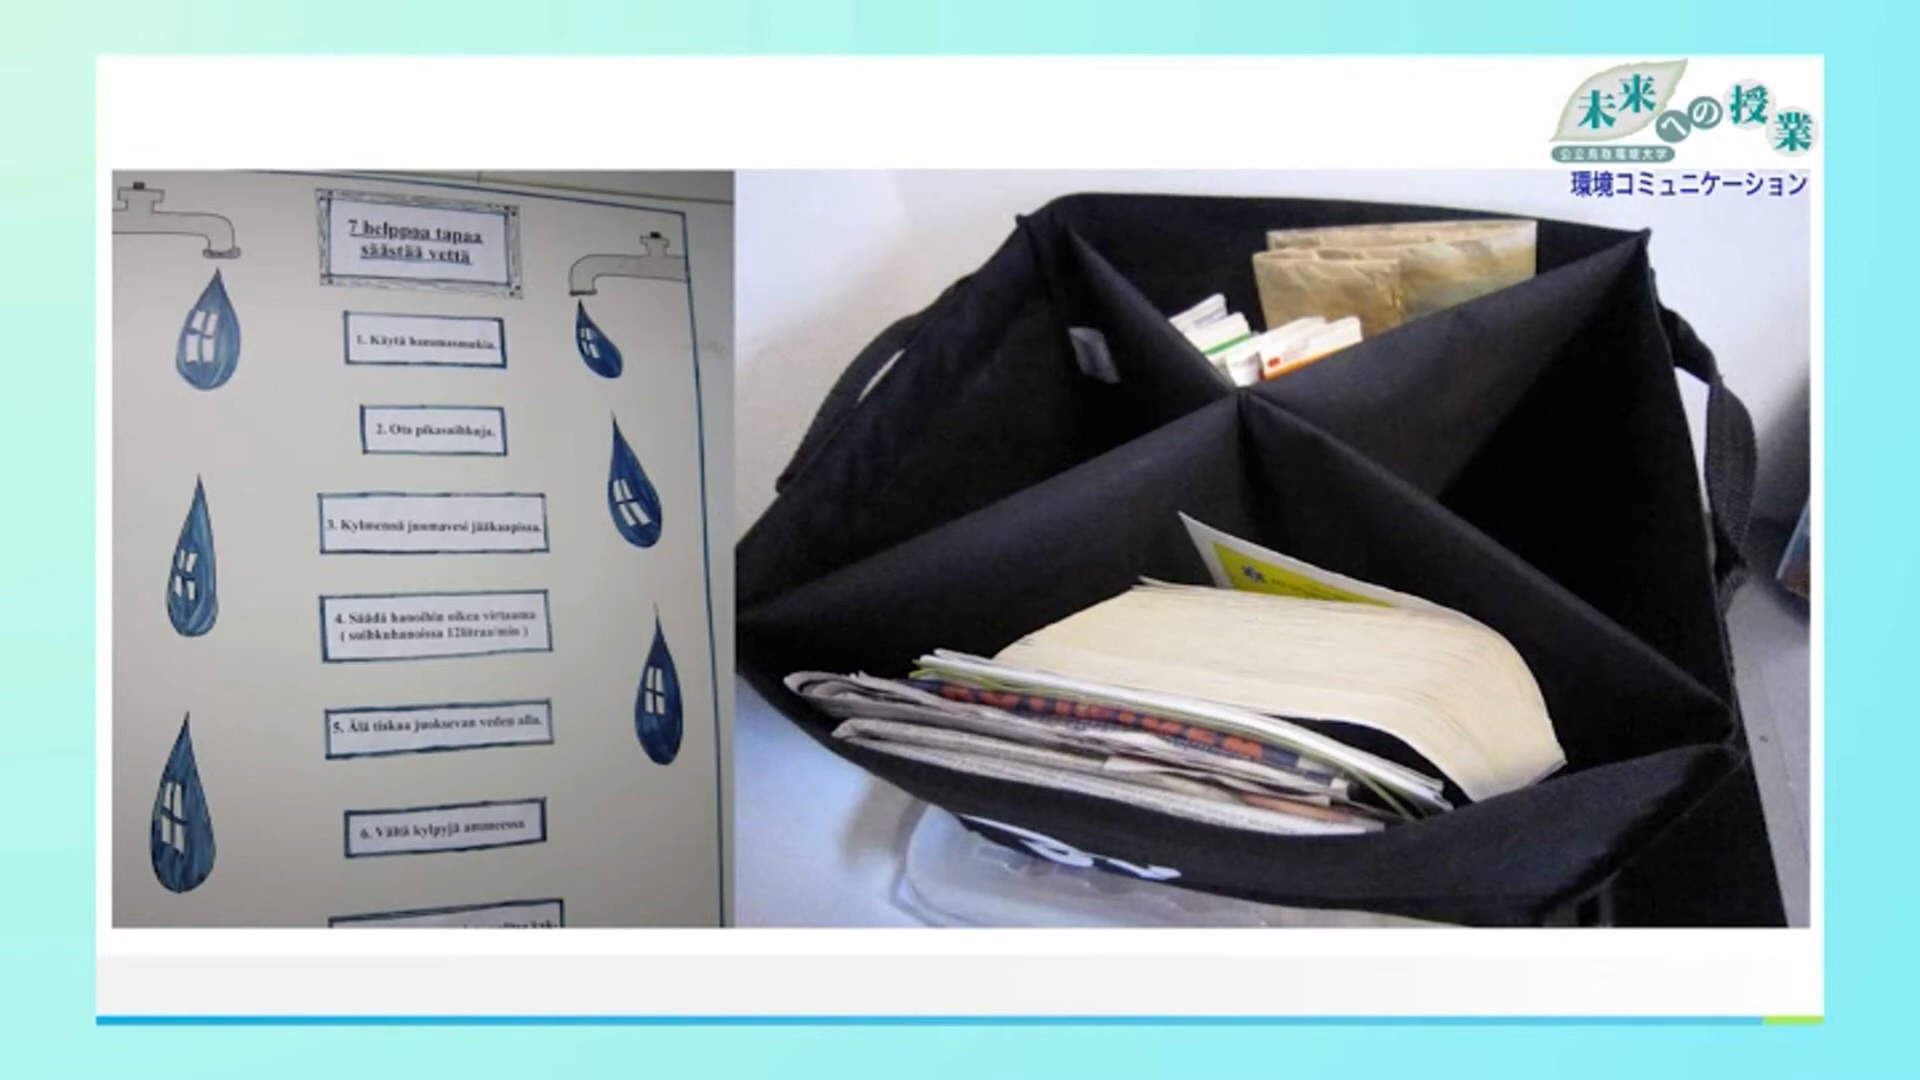 未来への授業
公立鳥取環境大学
環境コミュニケーション
7 helppoa tapaa
säästää vettä
1. Käytä hammasmukia.
2. Ota pikasuihkuja.
3. Kylmennä juomavesi jääkaapissa.
4. Säädä hanoihin oikea virtaama
( suihkuhanoissa 12litraa/min )
5. Älä tiskaa juoksevan veden alla.
6. Vältä kylpyjä ammeessa